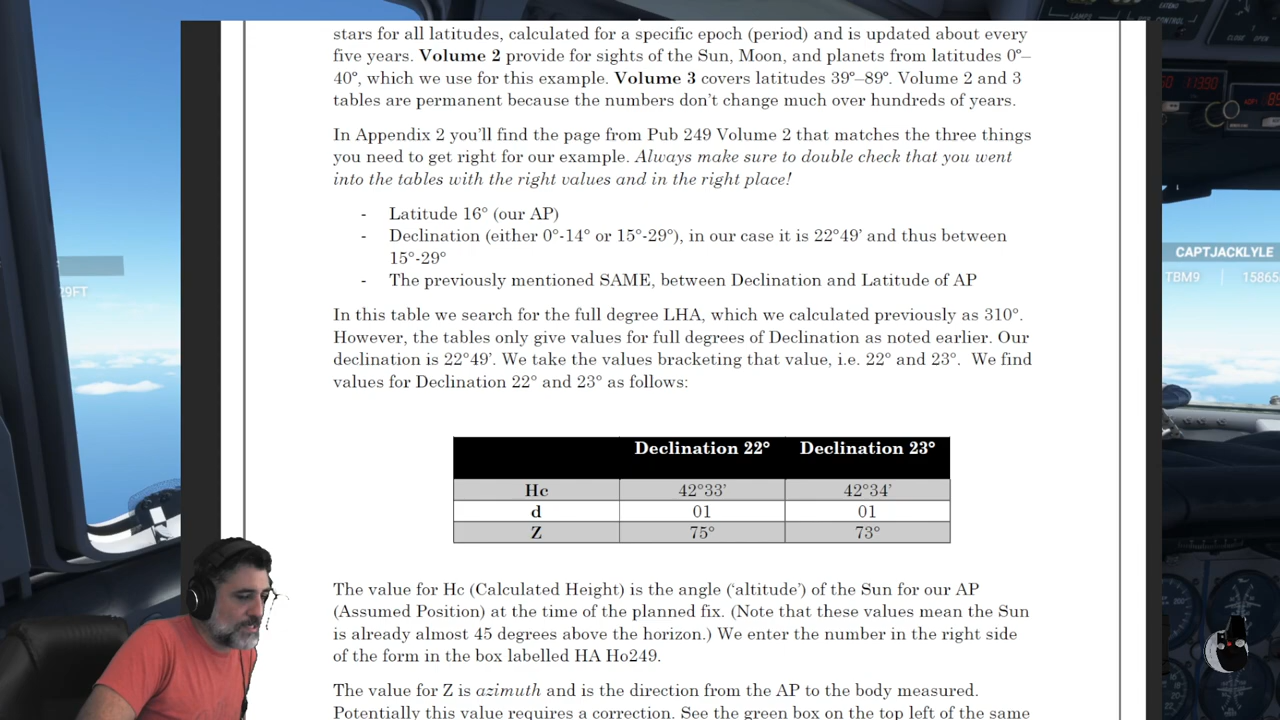 stars for all latitudes, calculated for a specific epoch (period) and is updated about every
five years. Volume 2 provide for sights of the Sun, Moon, and planets from latitudes 0°–
40°, which we use for this example. Volume 3 covers latitudes 39°–89°. Volume 2 and 3
tables are permanent because the numbers don't change much over hundreds of years.
In Appendix 2 you'll find the page from Pub 249 Volume 2 that matches the three things
you need to get right for our example. Always make sure to double check that you went
into the tables with the right values and in the right place!
- Latitude 16° (our AP)
- Declination (either 0°-14° or 15°-29°), in our case it is 22°49' and thus between
15°-29°
- The previously mentioned SAME, between Declination and Latitude of AP
In this table we search for the full degree LHA, which we calculated previously as 310°.
However, the tables only give values for full degrees of Declination as noted earlier. Our
declination is 22°49'. We take the values bracketing that value, i.e. 22° and 23°. We find
values for Declination 22° and 23° as follows:
Declination 22° Declination 23°
Hc 42°33' 42°34'
d 01 01
Z 75° 73°
The value for Hc (Calculated Height) is the angle ('altitude') of the Sun for our AP
(Assumed Position) at the time of the planned fix. (Note that these values mean the Sun
is already almost 45 degrees above the horizon.) We enter the number in the right side
of the form in the box labelled HA Ho249.
The value for Z is azimuth and is the direction from the AP to the body measured.
Potentially this value requires a correction. See the green box on the top left of the same
29FT
CAPTJACKLYLE
TBM9 15865
EXTEND
CLOSE OPEN